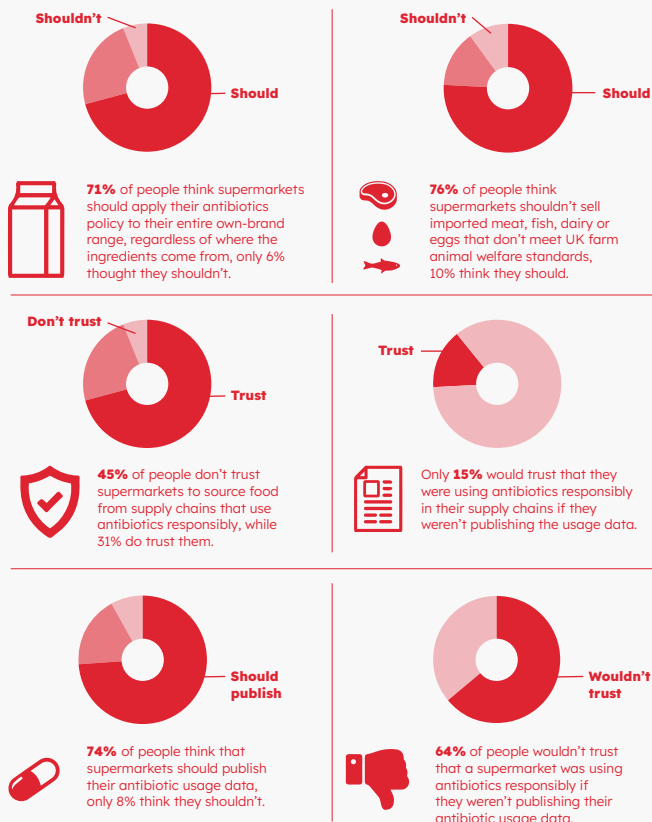 Shouldn't
Should
71% of people think supermarkets
should apply their antibiotics
policy to their entire own-brand
range, regardless of where the
ingredients come from, only 6%
thought they shouldn't.
Shouldn't
Should
76% of people think
supermarkets shouldn't sell
imported meat, fish, dairy or
eggs that don't meet UK farm
animal welfare standards,
10% think they should.
Don't trust
Trust
45% of people don't trust
supermarkets to source food
from supply chains that use
antibiotics responsibly, while
31% do trust them.
Trust
Only 15% would trust that they
were using antibiotics responsibly
in their supply chains if they
weren't publishing the usage data.
Should
publish
74% of people think that
supermarkets should publish
their antibiotic usage data,
only 8% think they shouldn't.
Wouldn't
trust
64% of people wouldn't trust
that a supermarket was using
antibiotics responsibly if
they weren't publishing their
antibiotic usage data.